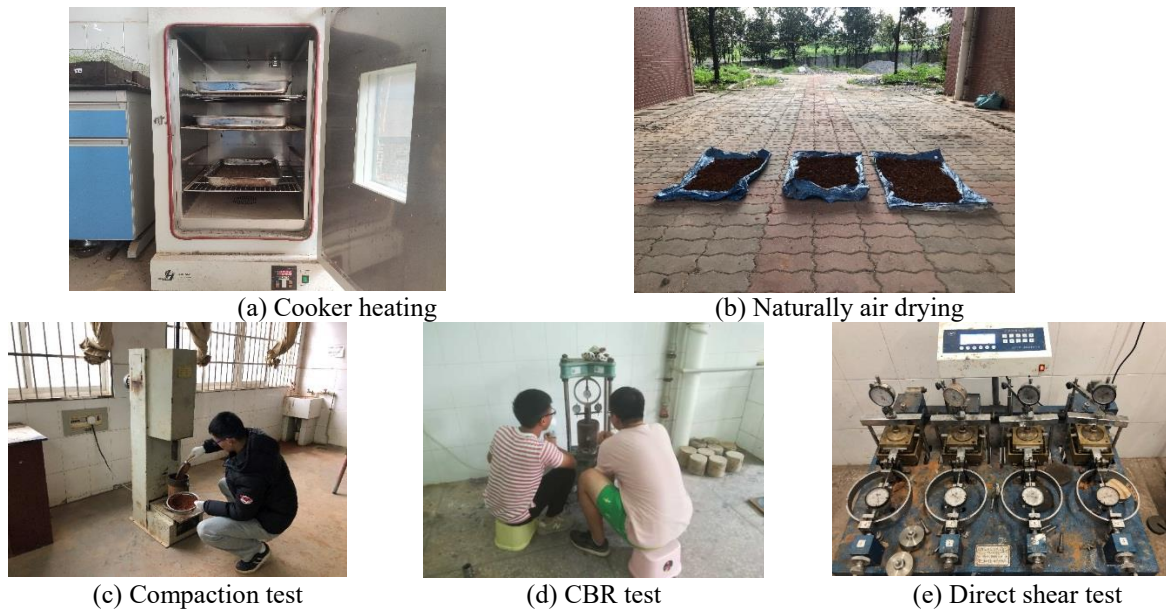 (a) Cooker heating
(b) Naturally air drying
(c) Compaction test
(d) CBR test
(e) Direct shear test